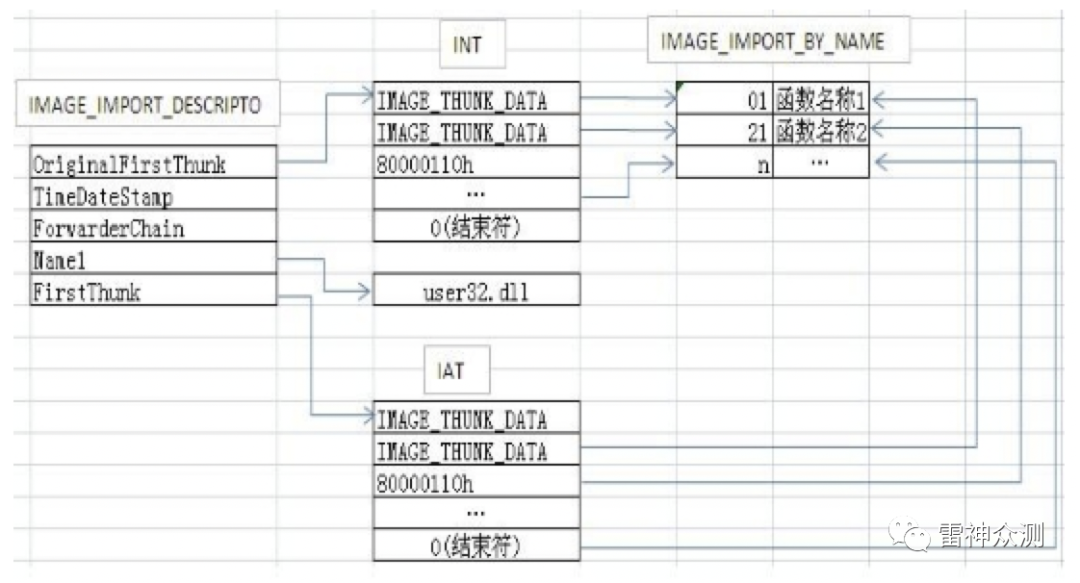 INT
IMAGE_IMPORT_BY_NAME
IMAGE_IMPORT_DESCRIPTO
OriginalFirstThunk
TimeDateStamp
ForwarderChain
Name1
FirstThunk
IMAGE_THUNK_DATA
IMAGE_THUNK_DATA
80000110h
...
0(结束符)
01 函数名称1
21 函数名称2
n ...
user32.dll
IAT
IMAGE_THUNK_DATA
IMAGE_THUNK_DATA
80000110h
...
0(结束符)
雷神众测